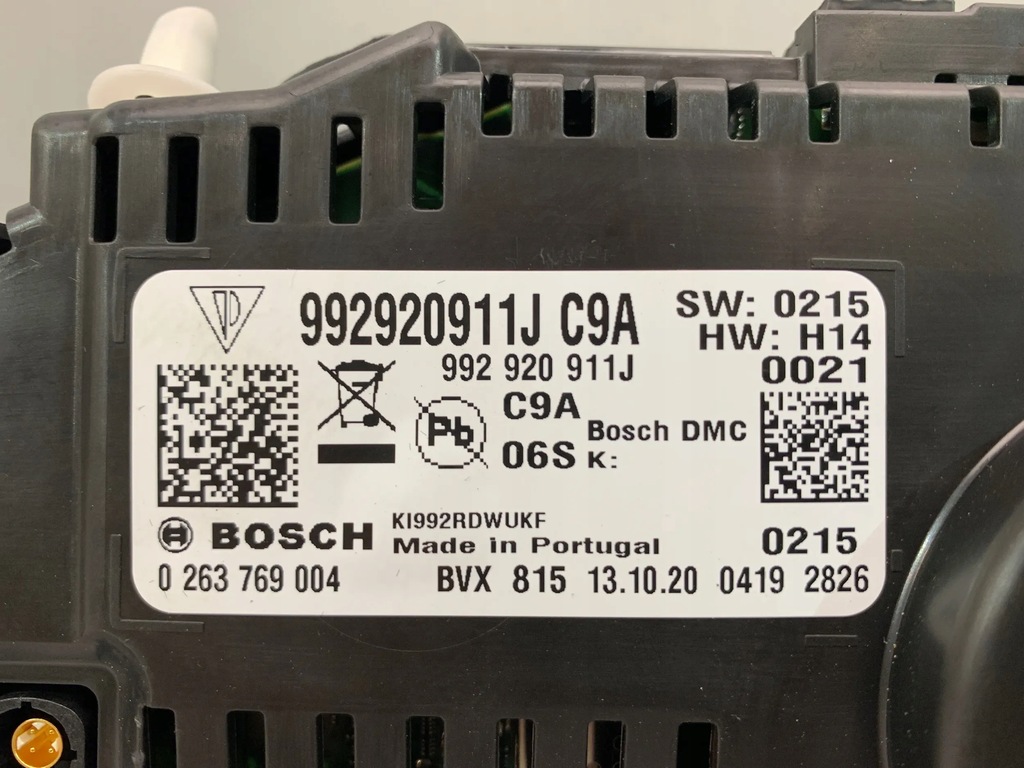 992920911J C9A
SW: 0215
HW: H14
992 920 911J
0021
C9A
Pb
Bosch DMC
06S K:
BOSCH
KI992RDWUKF
Made in Portugal
0215
0 263 769 004
BVX 815 13.10.20 0419 2826